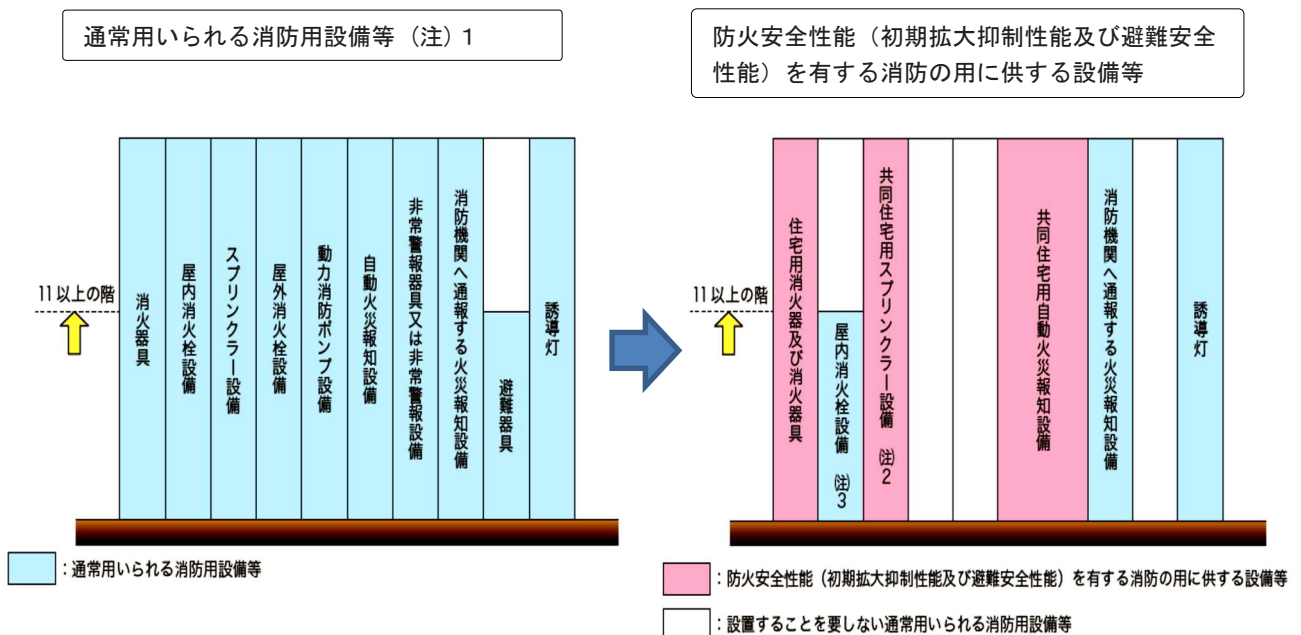 通常用いられる消防用設備等（注）1
防火安全性能（初期拡大抑制性能及び避難安全
性能）を有する消防の用に供する設備等
11以上の階
消火器具
屋内消火栓設備
スプリンクラー設備
屋外消火栓設備
動力消防ポンプ設備
自動火災報知設備
非常警報器具又は非常警報設備
消防機関へ通報する火災報知設備
避難器具
誘導灯
：通常用いられる消防用設備等
11以上の階
住宅用消火器及び消火器具
屋内消火栓設備（注）3
共同住宅用スプリンクラー設備（注）2
共同住宅用自動火災報知設備
消防機関へ通報する火災報知設備
誘導灯
：防火安全性能（初期拡大抑制性能及び避難安全性能）を有する消防の用に供する設備等
：設置することを要しない通常用いられる消防用設備等